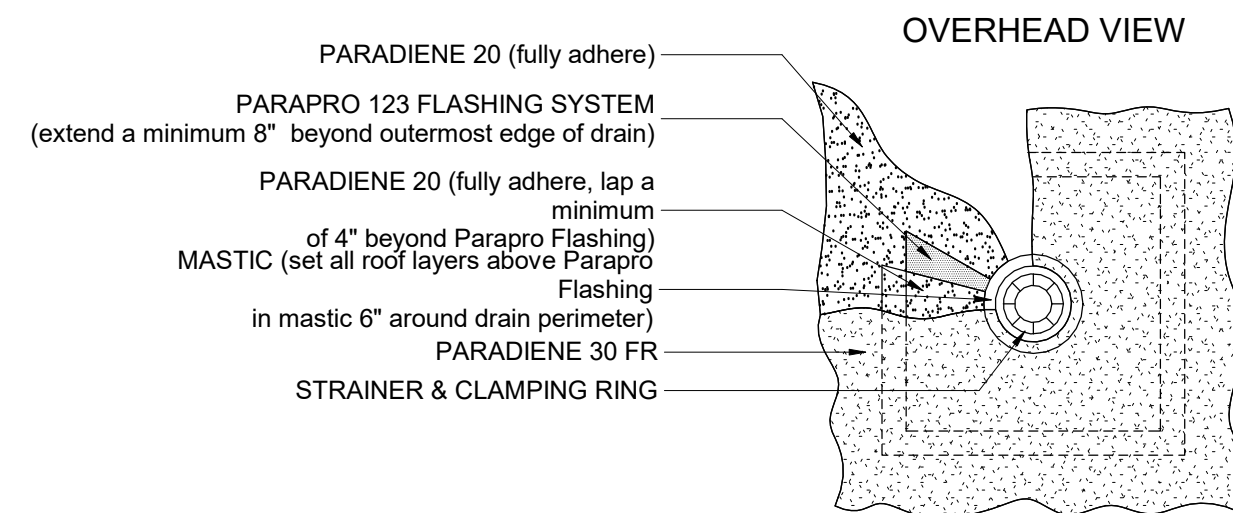 OVERHEAD VIEW
PARADIENE 20 (fully adhere)
PARAPRO 123 FLASHING SYSTEM
(extend a minimum 8" beyond outermost edge of drain)
PARADIENE 20 (fully adhere, lap a
minimum
of 4" beyond Parapro Flashing)
MASTIC (set all roof layers above Parapro
Flashing
in mastic 6" around drain perimeter)
PARADIENE 30 FR
STRAINER & CLAMPING RING